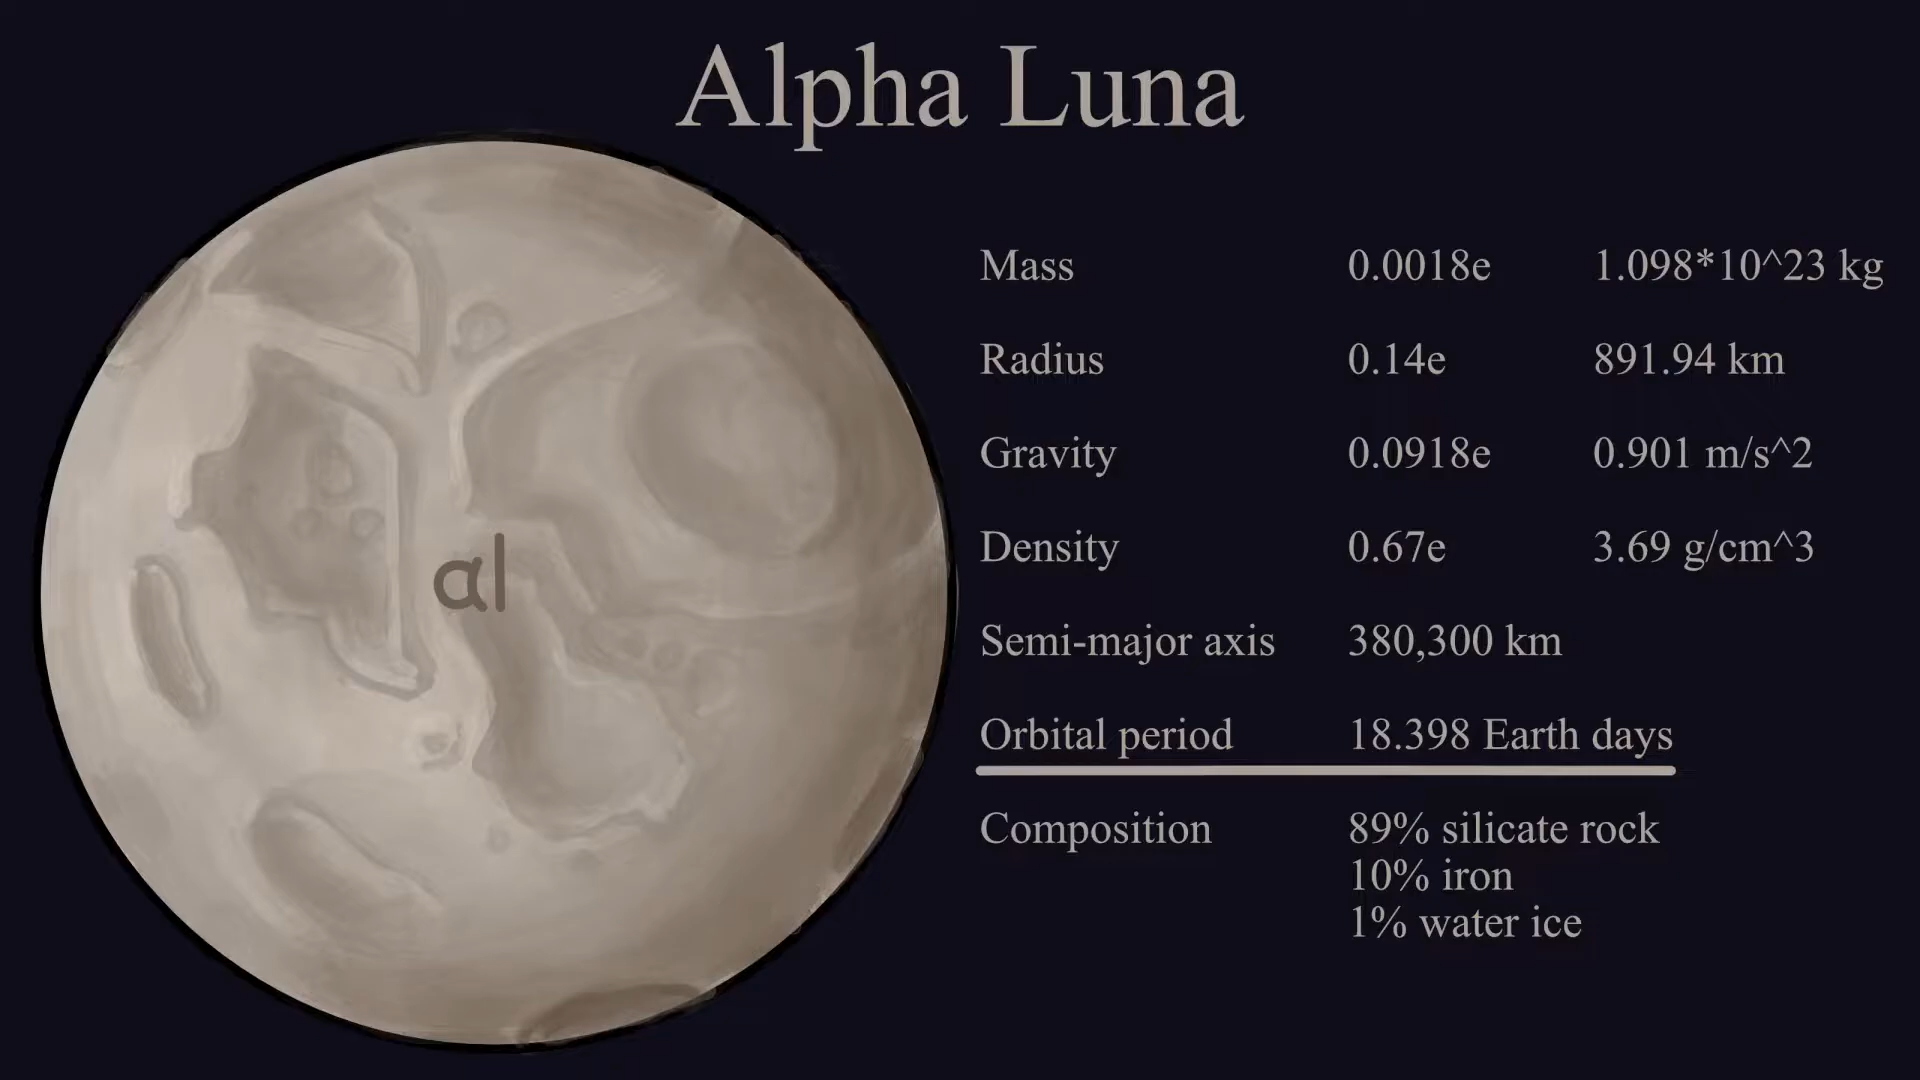 Alpha Luna
Mass 0.0018e 1.098*10^23 kg
Radius 0.14e 891.94 km
Gravity 0.0918e 0.901 m/s^2
Density 0.67e 3.69 g/cm^3
Semi-major axis 380,300 km
Orbital period 18.398 Earth days
Composition 89% silicate rock
10% iron
1% water ice
al